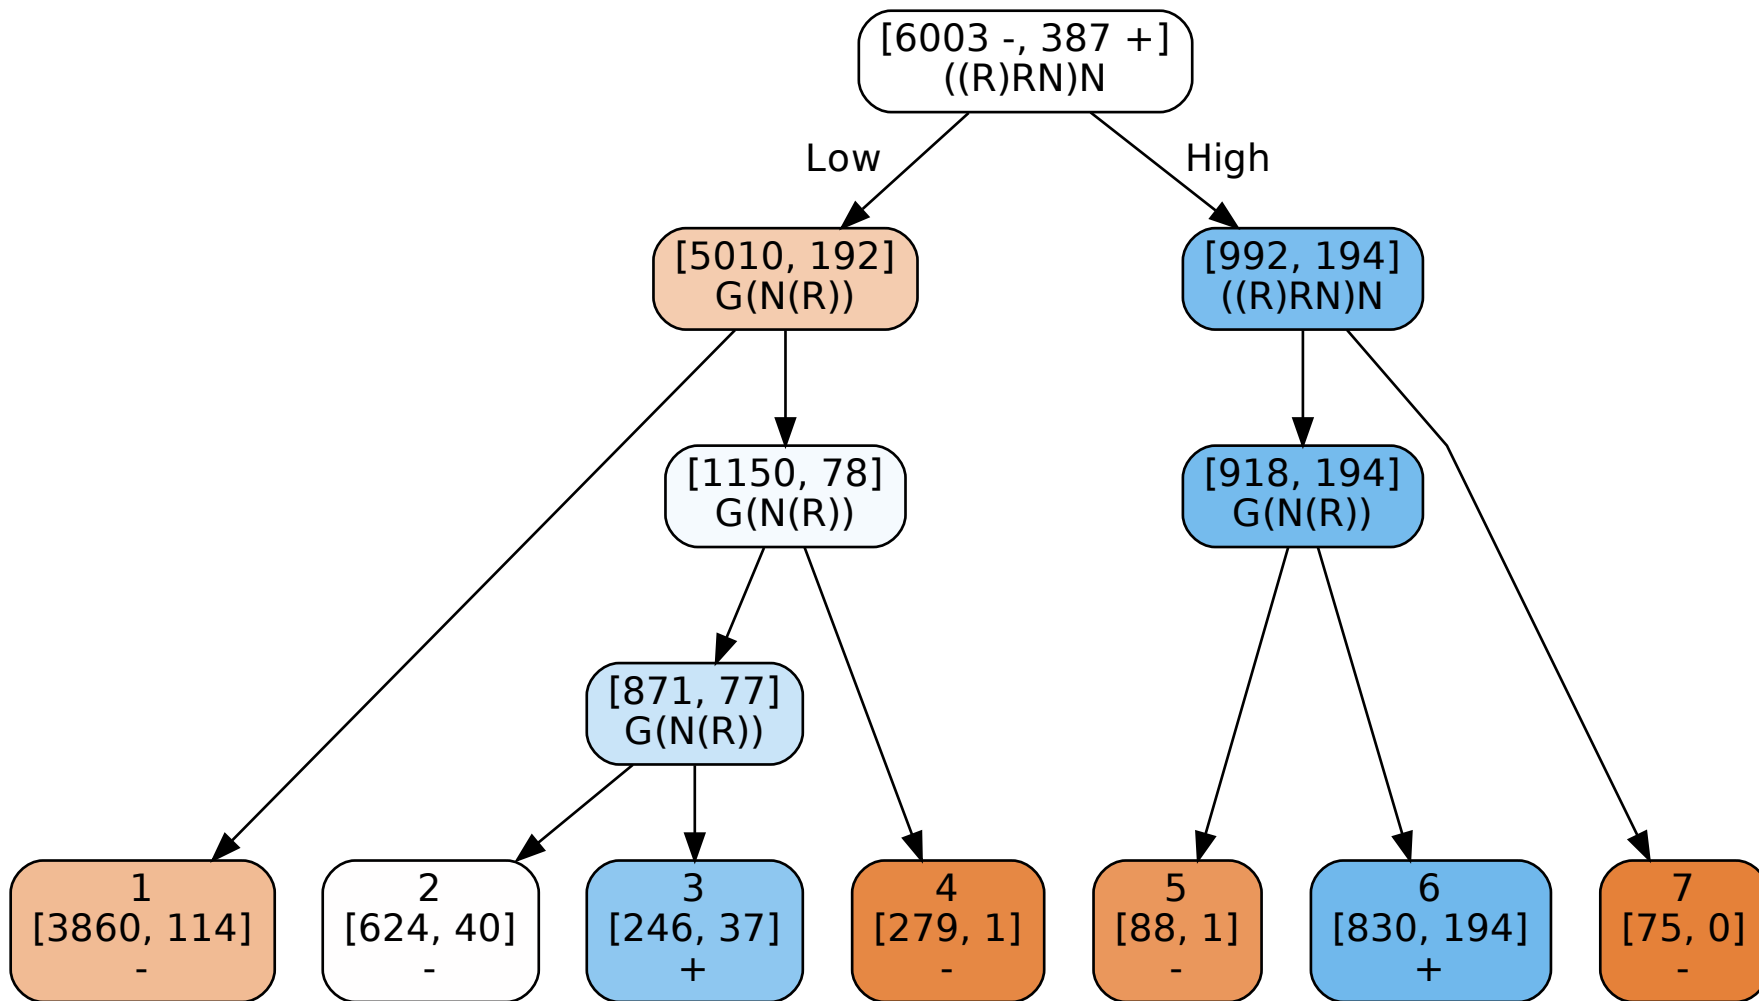 [6003 -, 387 +]
((R)RN)N
Low
High
[5010, 192]
G(N(R))
[992, 194]
((R)RN)N
[1150, 78]
G(N(R))
[918, 194]
G(N(R))
[871, 77]
G(N(R))
1
[3860, 114]
-
2
[624, 40]
-
3
[246, 37]
+
4
[279, 1]
-
5
[88, 1]
-
6
[830, 194]
+
7
[75, 0]
-